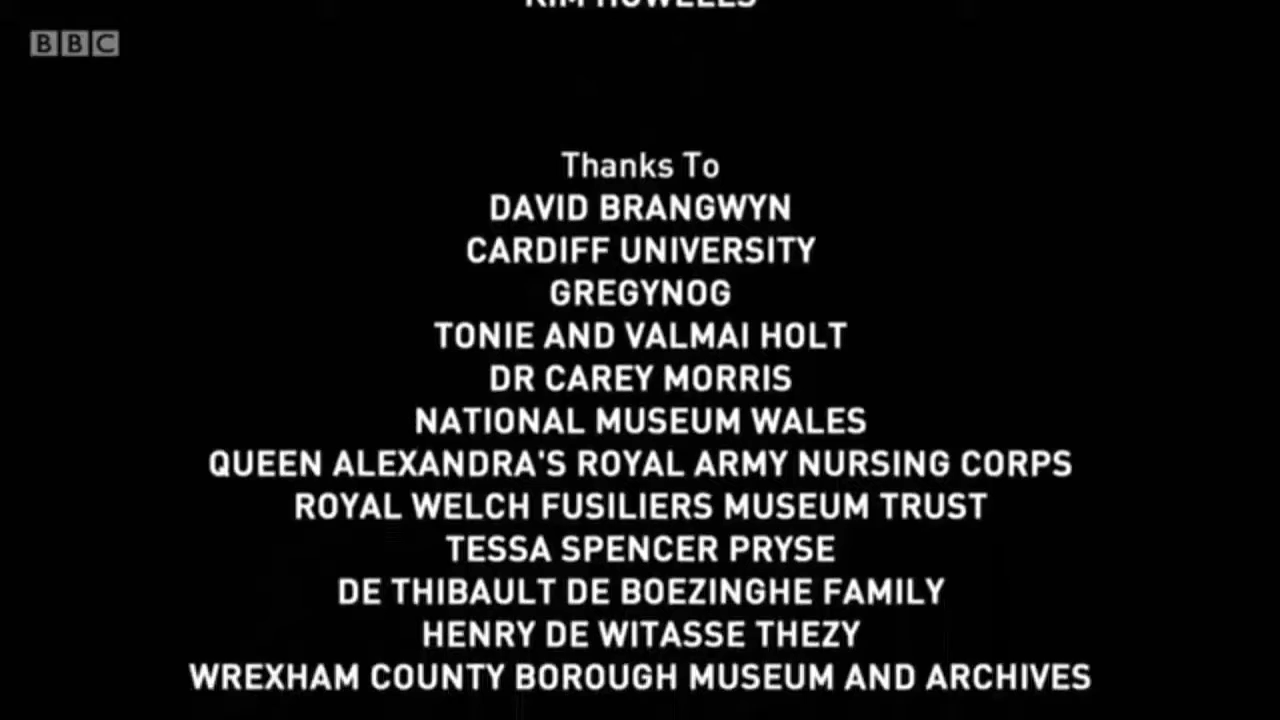 KIM HOWELLS
BBC
Thanks To
DAVID BRANGWYN
CARDIFF UNIVERSITY
GREGYNOG
TONIE AND VALMAI HOLT
DR CAREY MORRIS
NATIONAL MUSEUM WALES
QUEEN ALEXANDRA'S ROYAL ARMY NURSING CORPS
ROYAL WELCH FUSILIERS MUSEUM TRUST
TESSA SPENCER PRYSE
DE THIBAULT DE BOEZINGHE FAMILY
HENRY DE WITASSE THEZY
WREXHAM COUNTY BOROUGH MUSEUM AND ARCHIVES